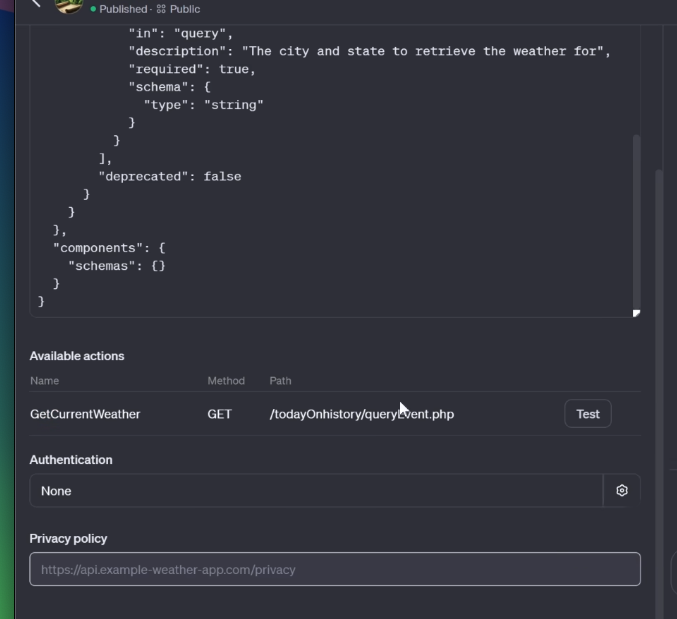 Published · Public
"in": "query",
"description": "The city and state to retrieve the weather for",
"required": true,
"schema": {
"type": "string"
}
}
],
"deprecated": false
}
}
},
"components": {
"schemas": {}
}
}
Available actions
Name Method Path
GetCurrentWeather GET /todayOnhistory/queryEvent.php Test
Authentication
None
Privacy policy
https://api.example-weather-app.com/privacy